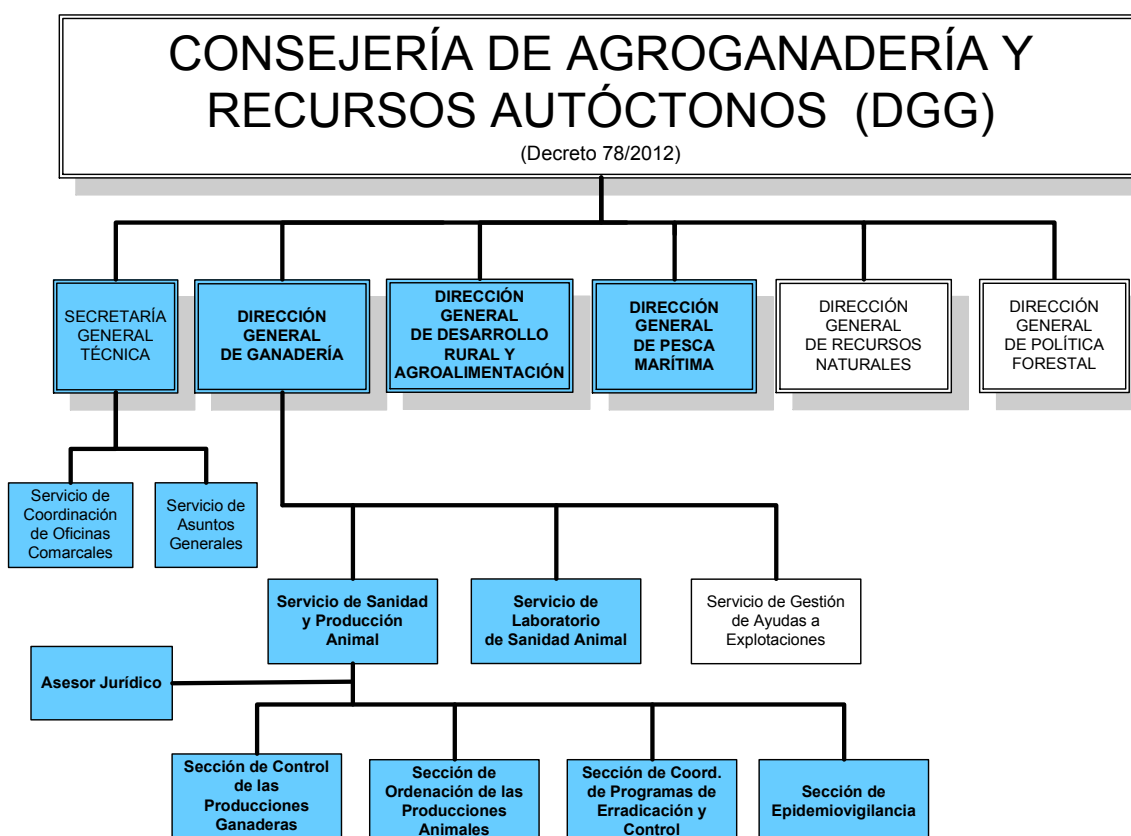 CONSEJERÍA DE AGROGANADERÍA Y
RECURSOS AUTÓCTONOS (DGG)
(Decreto 78/2012)
SECRETARÍA
GENERAL
TÉCNICA
DIRECCIÓN
GENERAL
DE GANADERÍA
DIRECCIÓN
GENERAL
DE DESARROLLO
RURAL Y
AGROALIMENTACIÓN
DIRECCIÓN
GENERAL
DE PESCA
MARÍTIMA
DIRECCIÓN
GENERAL
DE RECURSOS
NATURALES
DIRECCIÓN
GENERAL
DE POLÍTICA
FORESTAL
Servicio de
Coordinación
de Oficinas
Comarcales
Servicio de
Asuntos
Generales
Servicio de Sanidad
y Producción
Animal
Servicio de
Laboratorio
de Sanidad Animal
Servicio de Gestión
de Ayudas a
Explotaciones
Asesor Jurídico
Sección de Control
de las
Producciones
Ganaderas
Sección de
Ordenación de las
Producciones
Animales
Sección de Coord.
de Programas de
Erradicación y
Control
Sección de
Epidemiovigilancia